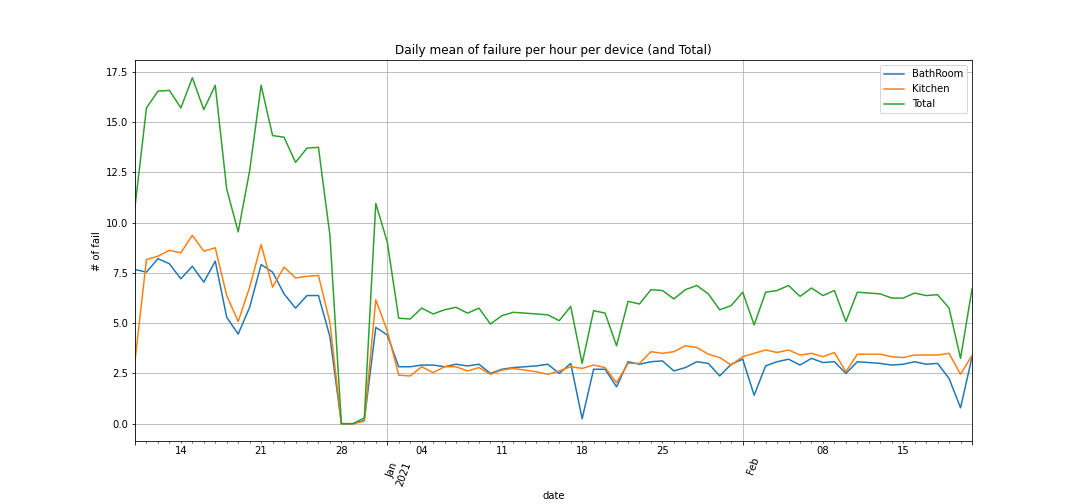 Daily mean of failure per hour per device (and Total)
BathRoom
Kitchen
Total
17.5
15.0
12.5
10.0
7.5
5.0
2.5
0.0
# of fail
14
21
28
Jan
2021
04
11
18
25
Feb
08
15
date